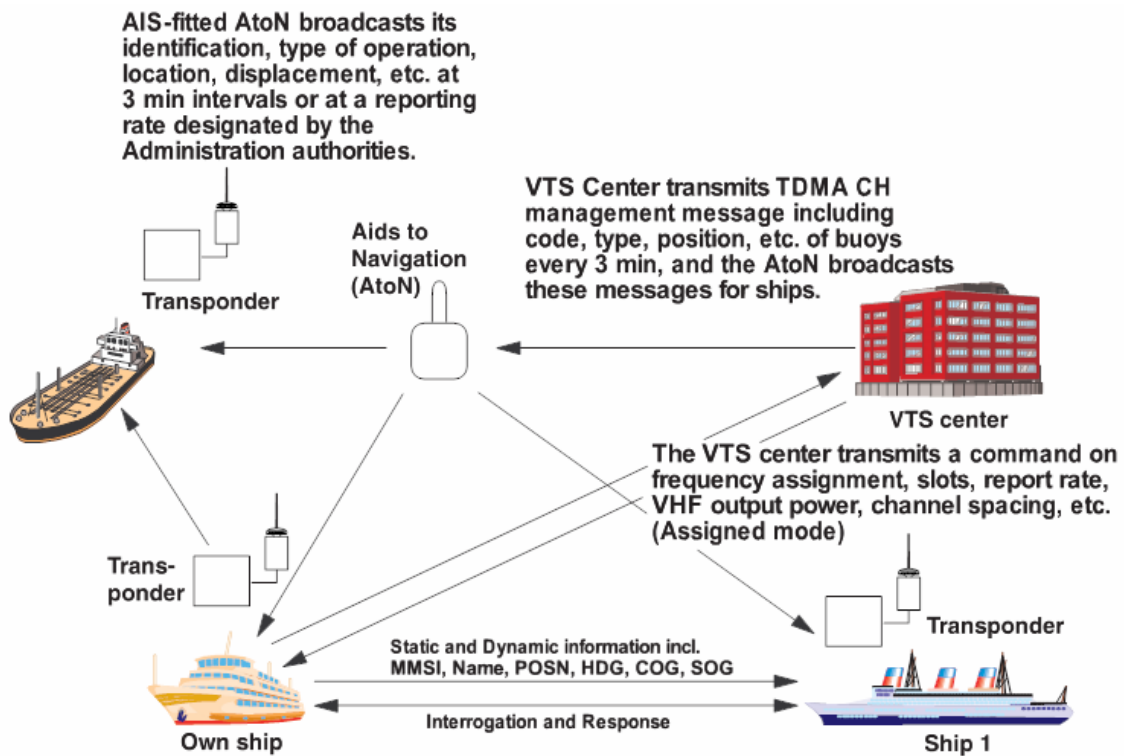 AIS-fitted AtoN broadcasts its
identification, type of operation,
location, displacement, etc. at
3 min intervals or at a reporting
rate designated by the
Administration authorities.
VTS Center transmits TDMA CH
management message including
code, type, position, etc. of buoys
every 3 min, and the AtoN broadcasts
these messages for ships.
Aids to
Navigation
(AtoN)
Transponder
VTS center
The VTS center transmits a command on
frequency assignment, slots, report rate,
VHF output power, channel spacing, etc.
(Assigned mode)
Trans-
ponder
Transponder
Static and Dynamic information incl.
MMSI, Name, POSN, HDG, COG, SOG
Interrogation and Response
Own ship
Ship 1